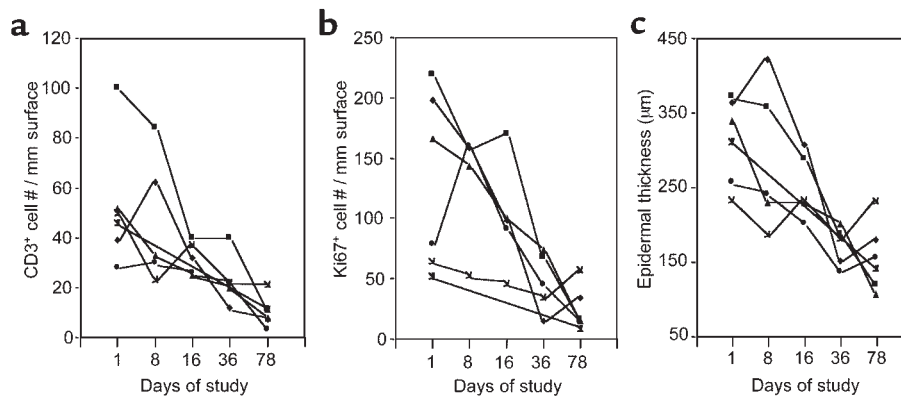 a
CD3+ cell # / mm surface
120
100
80
60
40
20
0
1 8 16 36 78
Days of study
b
Ki67+ cell # / mm surface
250
200
150
100
50
0
1 8 16 36 78
Days of study
c
Epidermal thickness (μm)
450
350
250
150
50
1 8 16 36 78
Days of study